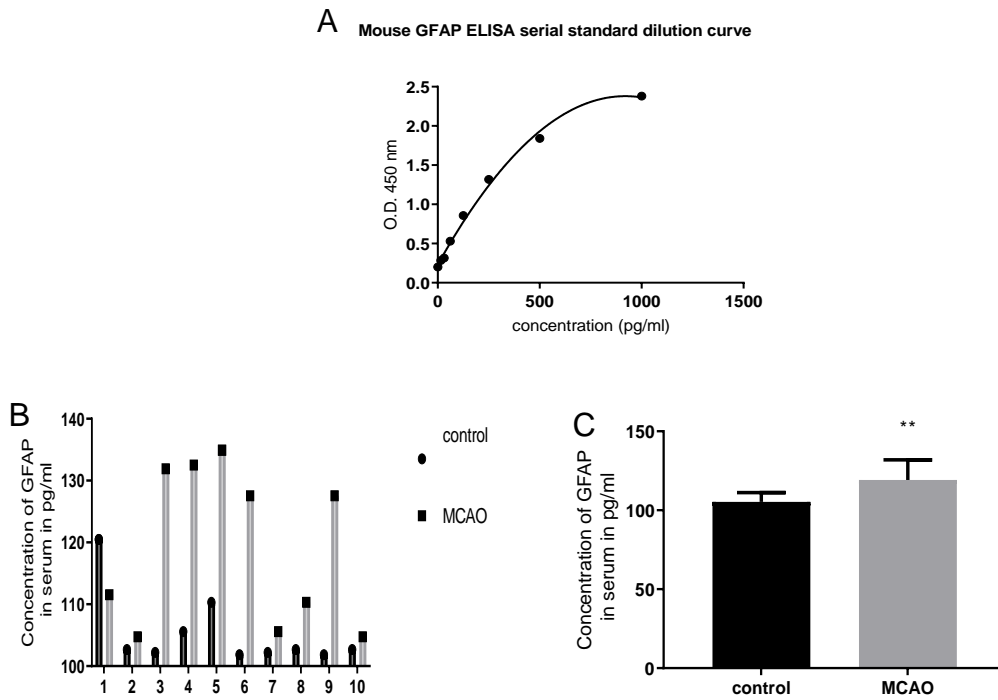 A Mouse GFAP ELISA serial standard dilution curve
2.5
2.0
1.5
1.0
0.5
0.0
O.D. 450 nm
0 500 1000 1500
concentration (pg/ml)
B
140
130
120
110
100
Concentration of GFAP
in serum in pg/ml
1 2 3 4 5 6 7 8 9 10
control
MCAO
C
150
100
50
0
Concentration of GFAP
in serum in pg/ml
**
control MCAO